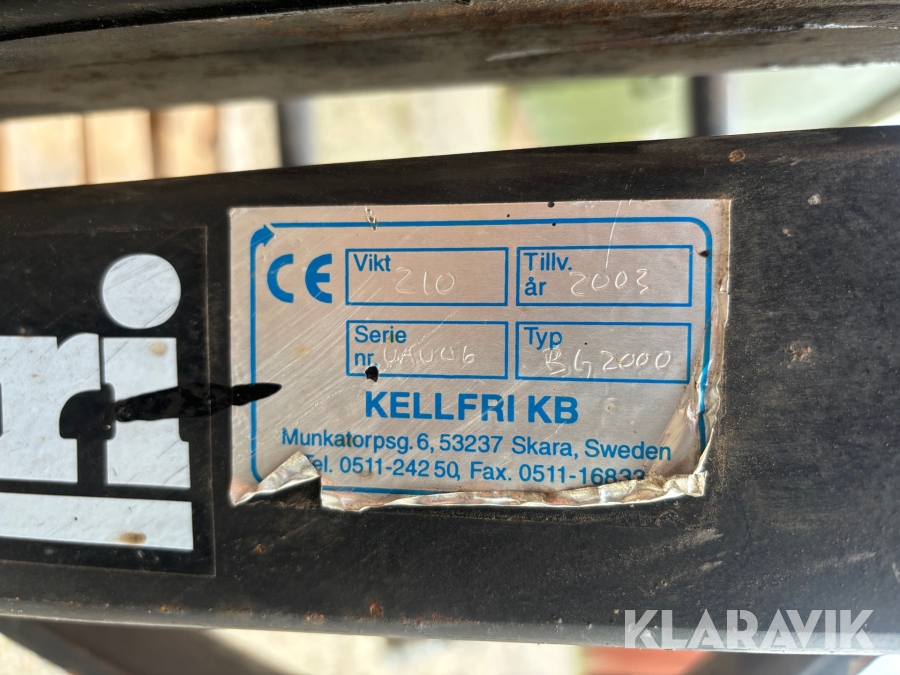 ri.
CE
Vikt 210
Tillv. år 2003
Serie nr.
Typ BG2000
KELLFRI KB
Munkatorpsg. 6, 53237 Skara, Sweden
Tel. 0511-242 50, Fax. 0511-16833
KLARAVIK